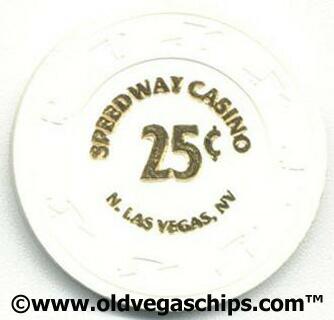 SPEEDWAY CASINO
25¢
N. LAS VEGAS, NV
©www.oldvegaschips.com™